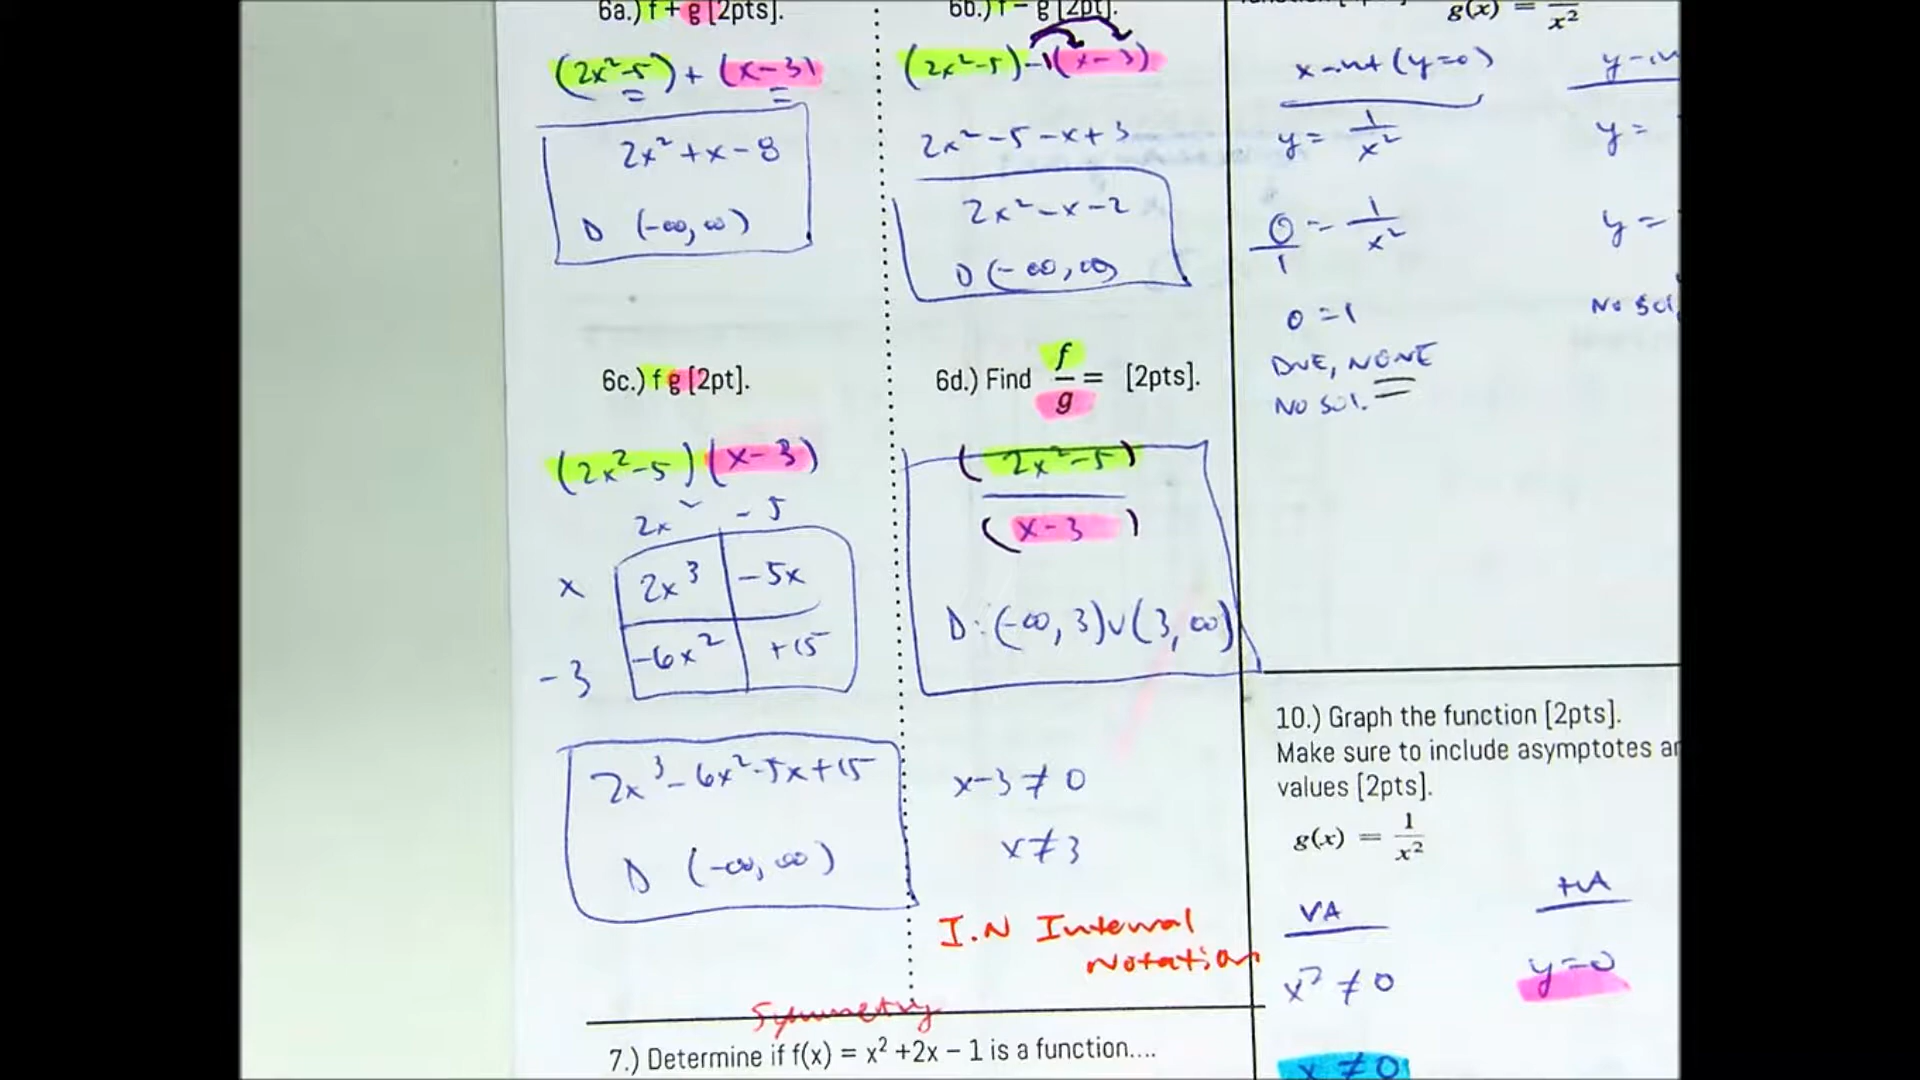 6a.) f + g [2pts].
(2x²-5) + (x-3)
2x² + x - 8
D (-∞, ∞)
6b.) f - g [2pt].
(2x²-5) -1(x-3)
2x² - 5 - x + 3
2x² - x - 2
D (-∞, ∞)
6c.) f g [2pt].
(2x²-5)(x-3)
2x² - 5
x 2x³ -5x
-3 -6x² +15
2x³ - 6x² - 5x + 15
D (-∞, ∞)
6d.) Find f/g = [2pts].
(2x²-5)
(x-3)
D: (-∞, 3) ∪ (3, ∞)
x-3 ≠ 0
x ≠ 3
I.N Interval
Notation
Symmetry
7.) Determine if f(x) = x² +2x – 1 is a function....
g(x) = /x²
x-int (y=0)
y = 1/x²
0/1 = 1/x²
0 = 1
DNE, NONE
No sol.
y-in
y =
y =
No sol
10.) Graph the function [2pts].
Make sure to include asymptotes
values [2pts].
g(x) = 1/x²
VA
x² ≠ 0
x ≠ 0
HA
y=0